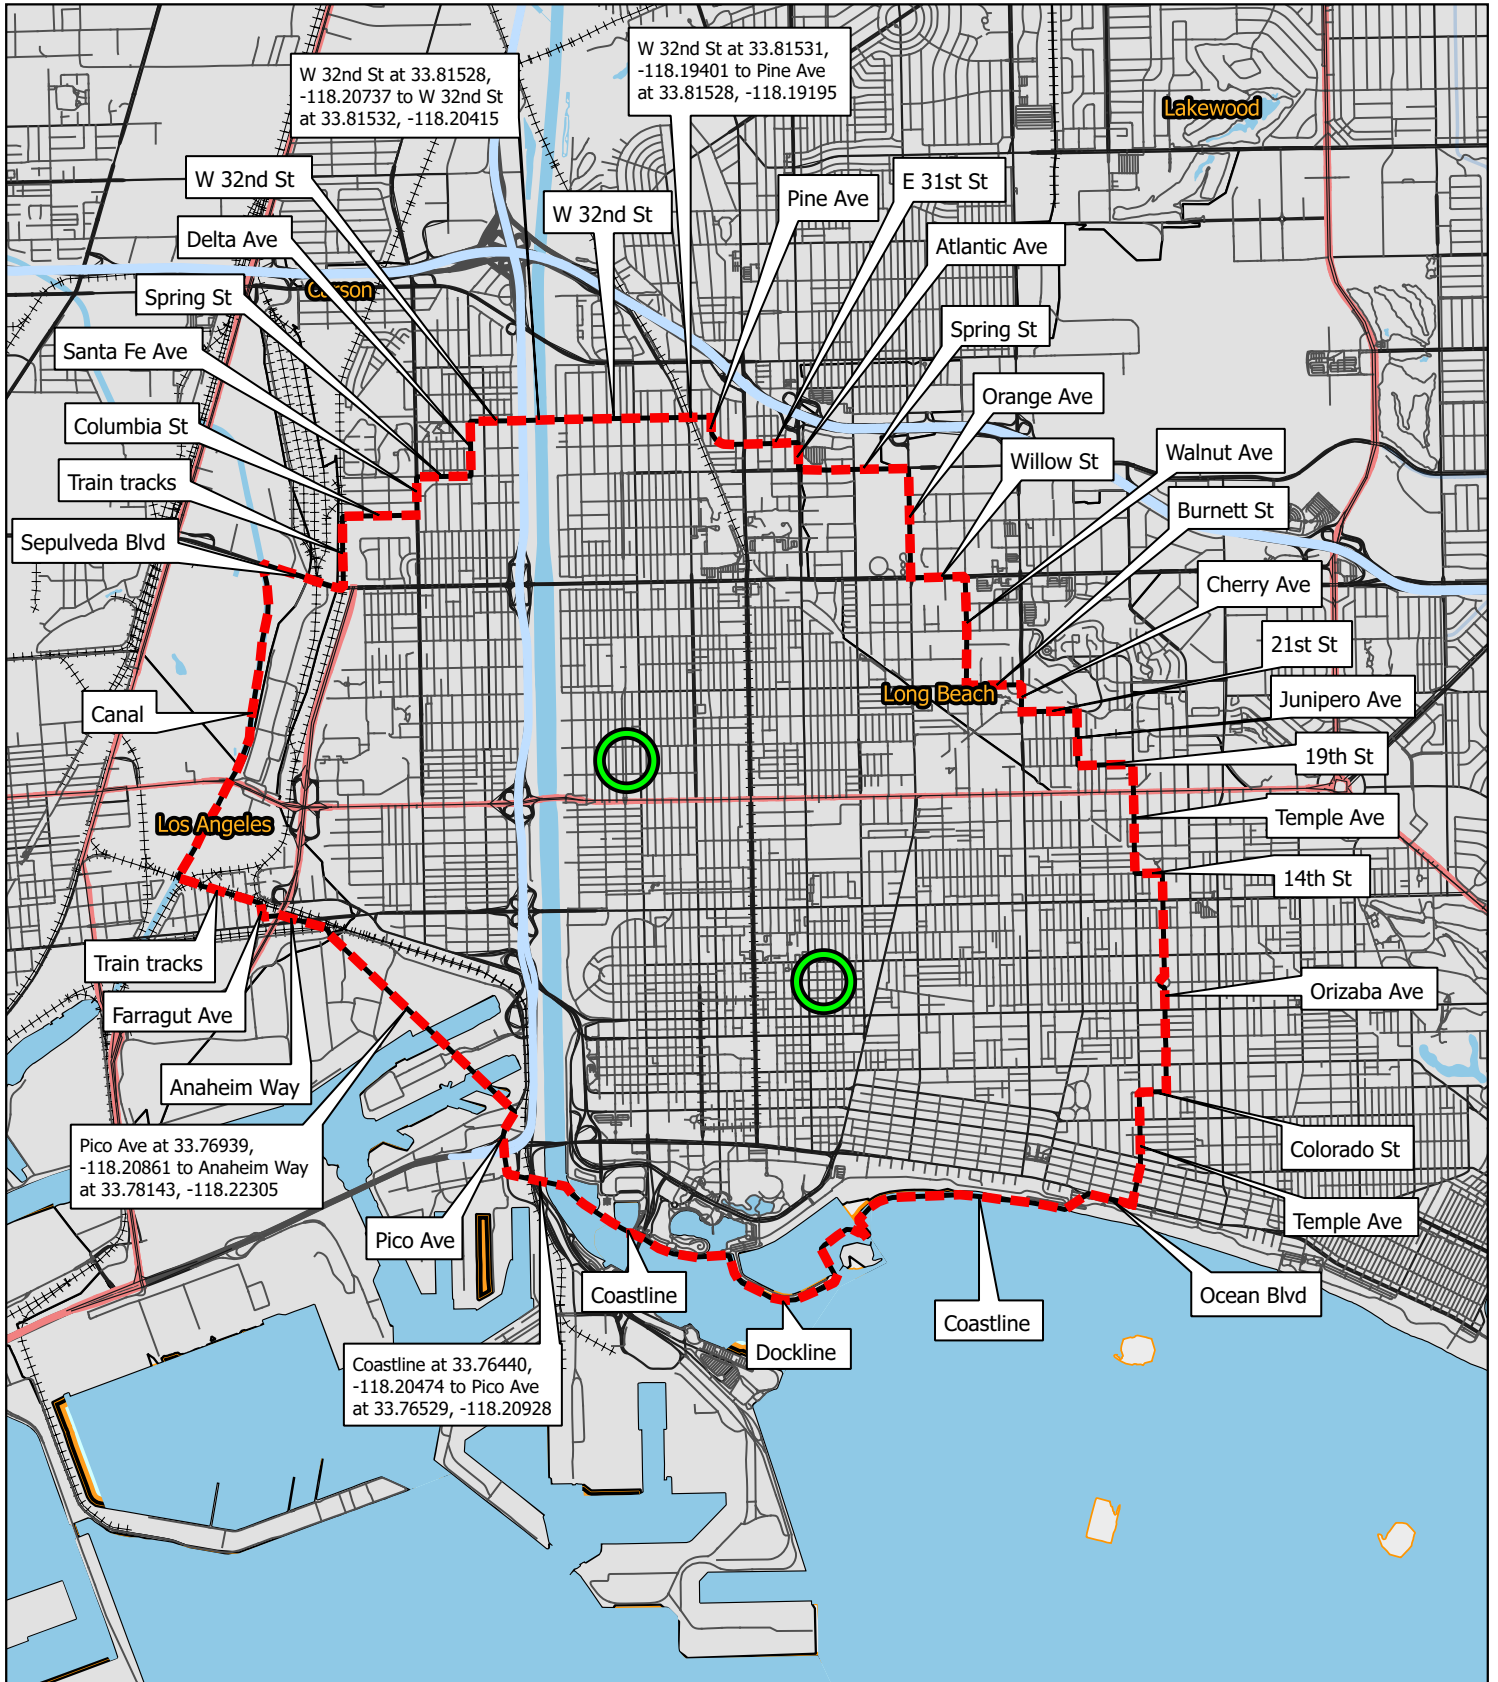 W 32nd St at 33.81531,
-118.19401 to Pine Ave
at 33.81528, -118.19195
W 32nd St at 33.81528,
-118.20737 to W 32nd St
at 33.81532, -118.20415
Lakewood
W 32nd St
E 31st St
Pine Ave
W 32nd St
Delta Ave
Atlantic Ave
Carson
Spring St
Spring St
Santa Fe Ave
Orange Ave
Columbia St
Walnut Ave
Willow St
Train tracks
Burnett St
Sepulveda Blvd
Cherry Ave
21st St
Long Beach
Junipero Ave
Canal
19th St
Temple Ave
Los Angeles
14th St
Train tracks
Orizaba Ave
Farragut Ave
Anaheim Way
Pico Ave at 33.76939,
-118.20861 to Anaheim Way
at 33.78143, -118.22305
Colorado St
Temple Ave
Pico Ave
Coastline
Ocean Blvd
Coastline
Dockline
Coastline at 33.76440,
-118.20474 to Pico Ave
at 33.76529, -118.20928